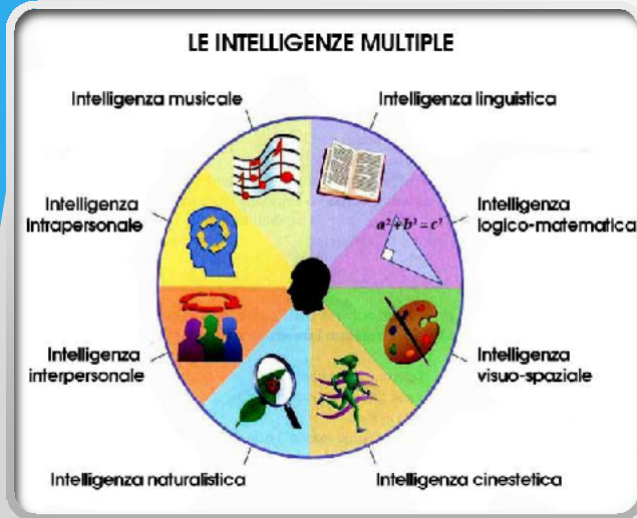 LE INTELLIGENZE MULTIPLE
Intelligenza musicale
Intelligenza linguistica
Intelligenza
intrapersonale
Intelligenza
logico-matematica
a² + b² = c²
Intelligenza
interpersonale
Intelligenza
visuo-spaziale
Intelligenza naturalistica
Intelligenza cinestetica